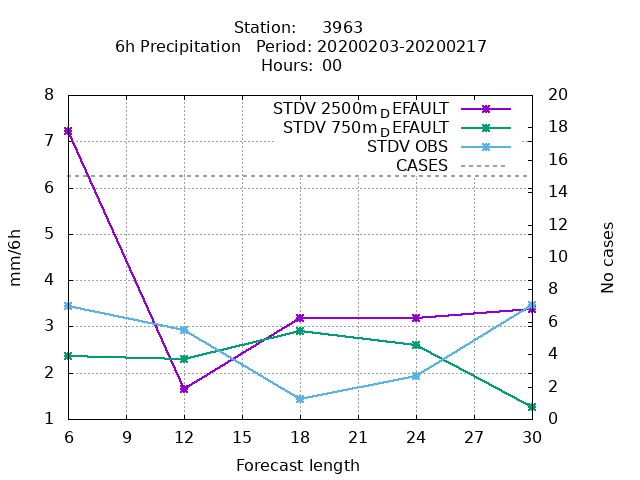 Station: 3963
6h Precipitation Period: 20200203-20200217
Hours: 00
8 20
STDV 2500mDEFAULT
STDV 750mDEFAULT 18
7
STDV OBS
CASES 16
6 14
12
5
mm/6h
No cases
10
4
8
3 6
4
2
2
1 0
6 9 12 15 18 21 24 27 30
Forecast length